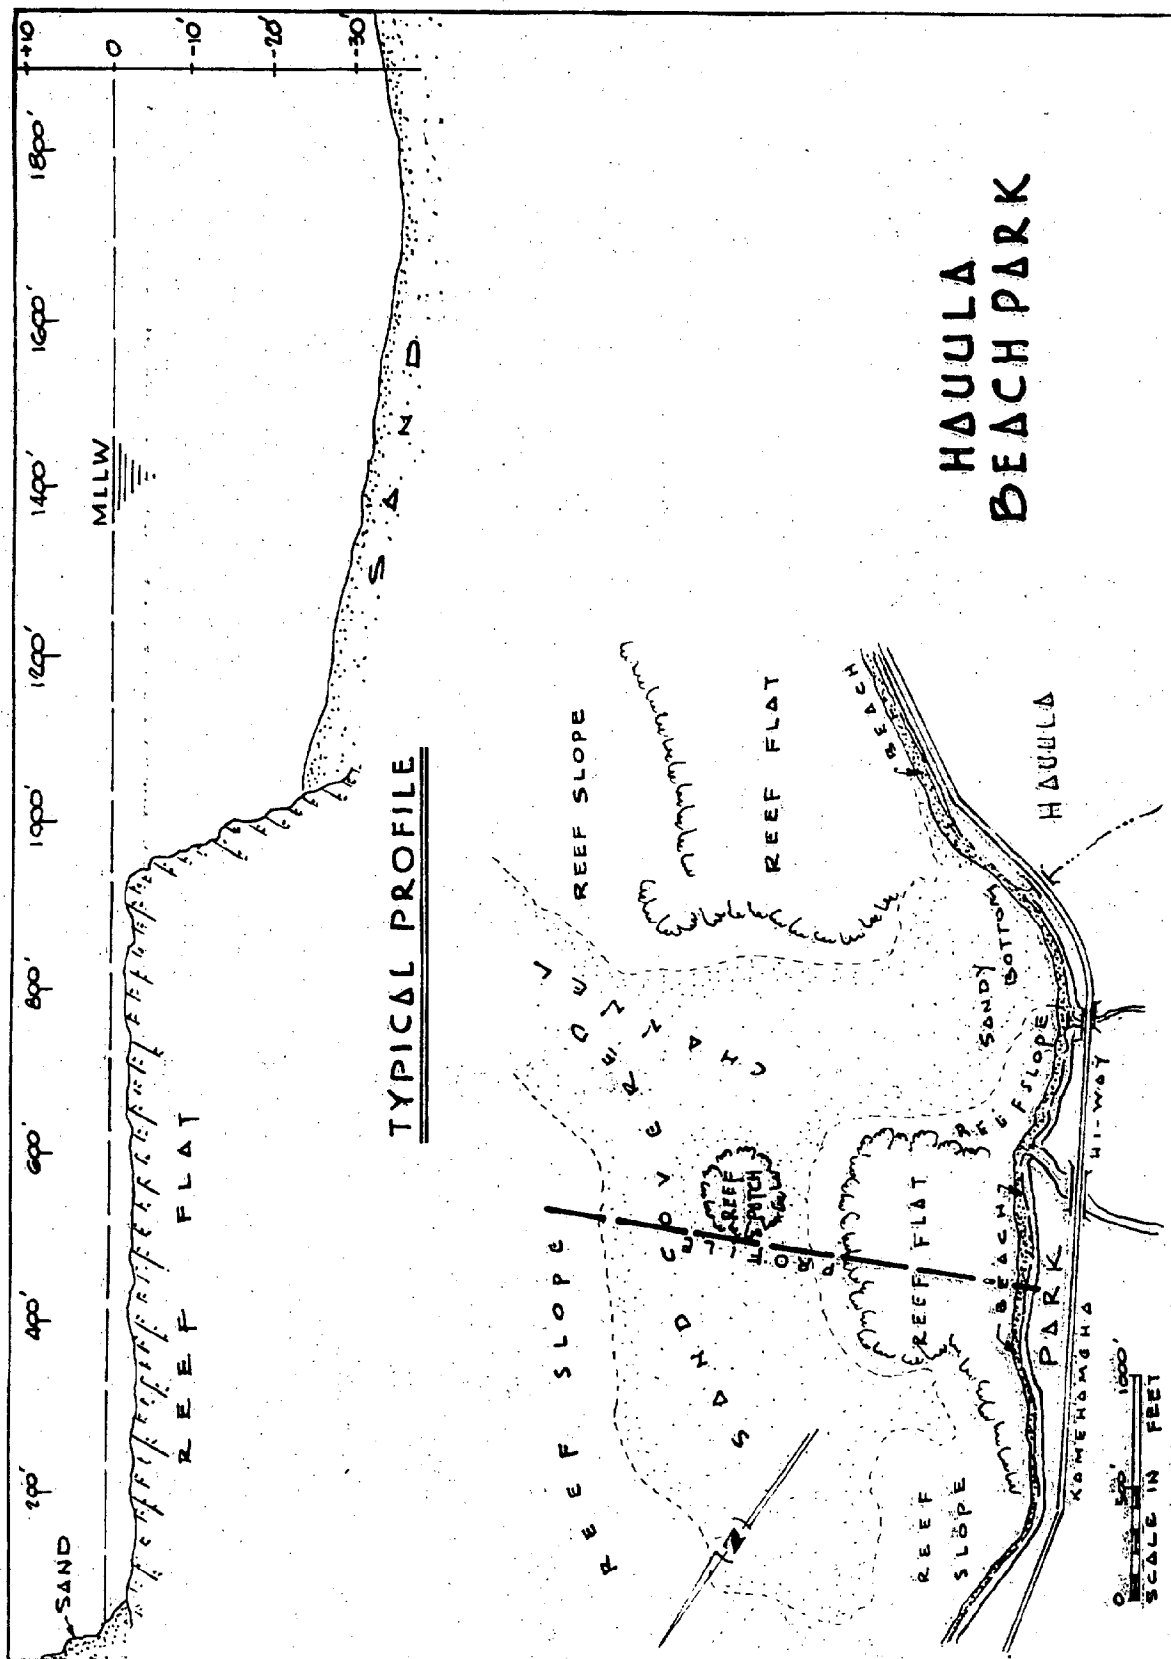 +10
0
-10'
-20'
-30'
200'
400'
600'
800'
1000'
1200'
1400'
1600'
1800'
SAND
MLLW
REEF FLAT
SAND
TYPICAL PROFILE
REEF SLOPE
REEF SLOPE
SAND COVERED
CHANNEL
REEF
PATCH
PROFILE
REEF FLAT
REEF FLAT
REEF SLOPE
REEF
SLOPE
SANDY
BOTTOM
BEACH
BEACH
PARK
KAMEHAMEHA
HI-WAY
HAUULA
0
500'
1000'
SCALE IN FEET
HAUULA
BEACH PARK